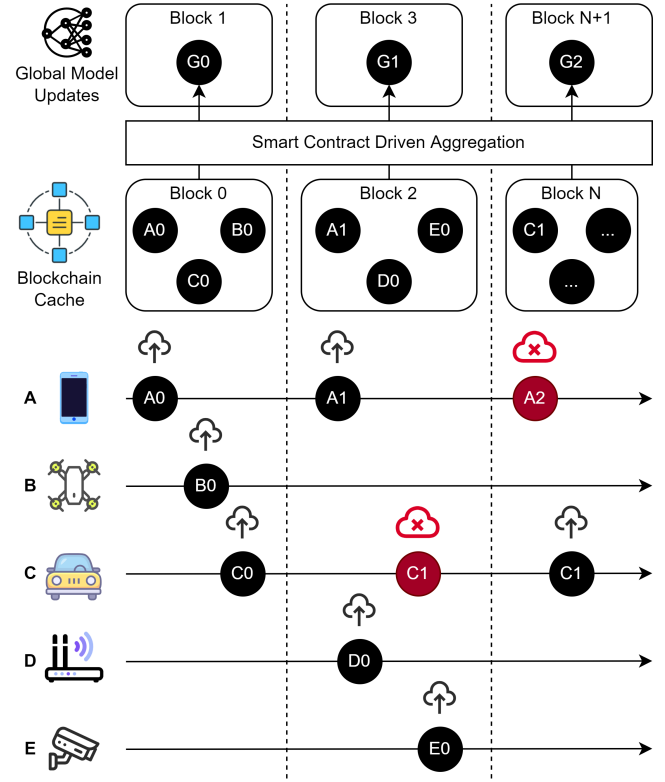 Block 1
Block 3
Block N+1
G0
G1
G2
Global Model
Updates
Smart Contract Driven Aggregation
Block 0
Block 2
Block N
A0
B0
A1
E0
C1
...
C0
D0
...
Blockchain
Cache
A
A0
A1
A2
B
B0
C
C0
C1
C1
D
D0
E
E0